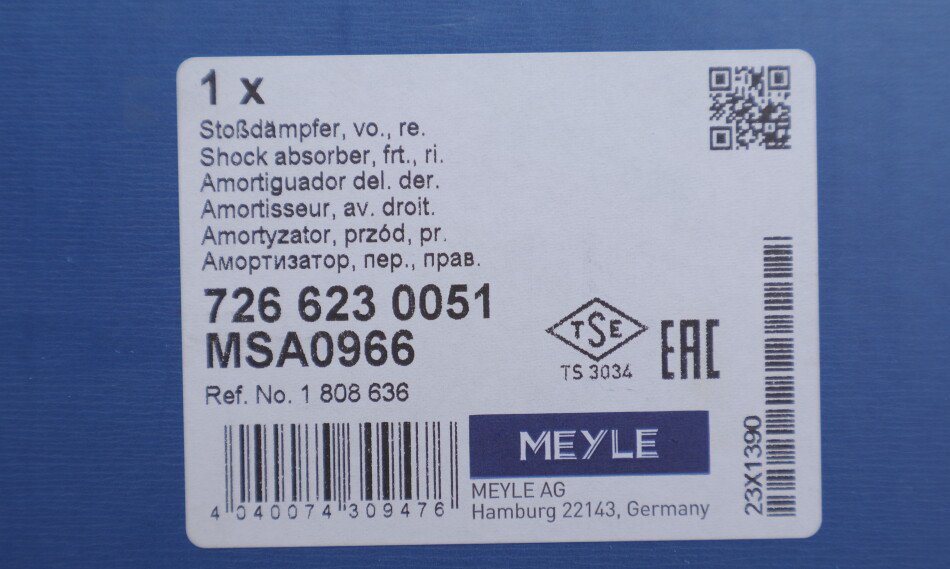 1 x
Stoßdämpfer, vo., re.
Shock absorber, frt., ri.
Amortiguador del. der.
Amortisseur, av. droit.
Amortyzator, przód, pr.
Амортизатор, пер., прав.
726 623 0051
MSA0966
Ref. No. 1 808 636
TSE
TS 3034
EAC
4 040074 309476
MEYLE
MEYLE AG
Hamburg 22143, Germany
23X1390